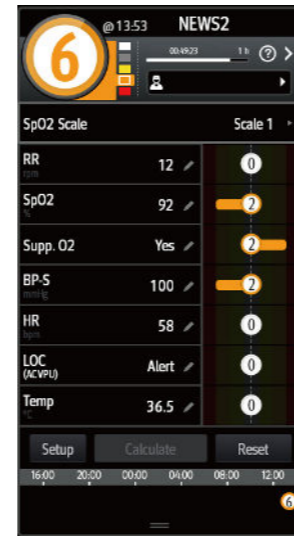 @ 13:53 NEWS2
6
00:49:23 1 h ?
SpO2 Scale Scale 1
RR 12 0
rpm
SpO2 92 2
%
Supp. O2 Yes 2
BP-S 100 2
mmHg
HR 58 0
bpm
LOC Alert 0
(ACVPU)
Temp 36.5 0
°C
Setup Calculate Reset
16:00 20:00 00:00 04:00 08:00 12:00
6